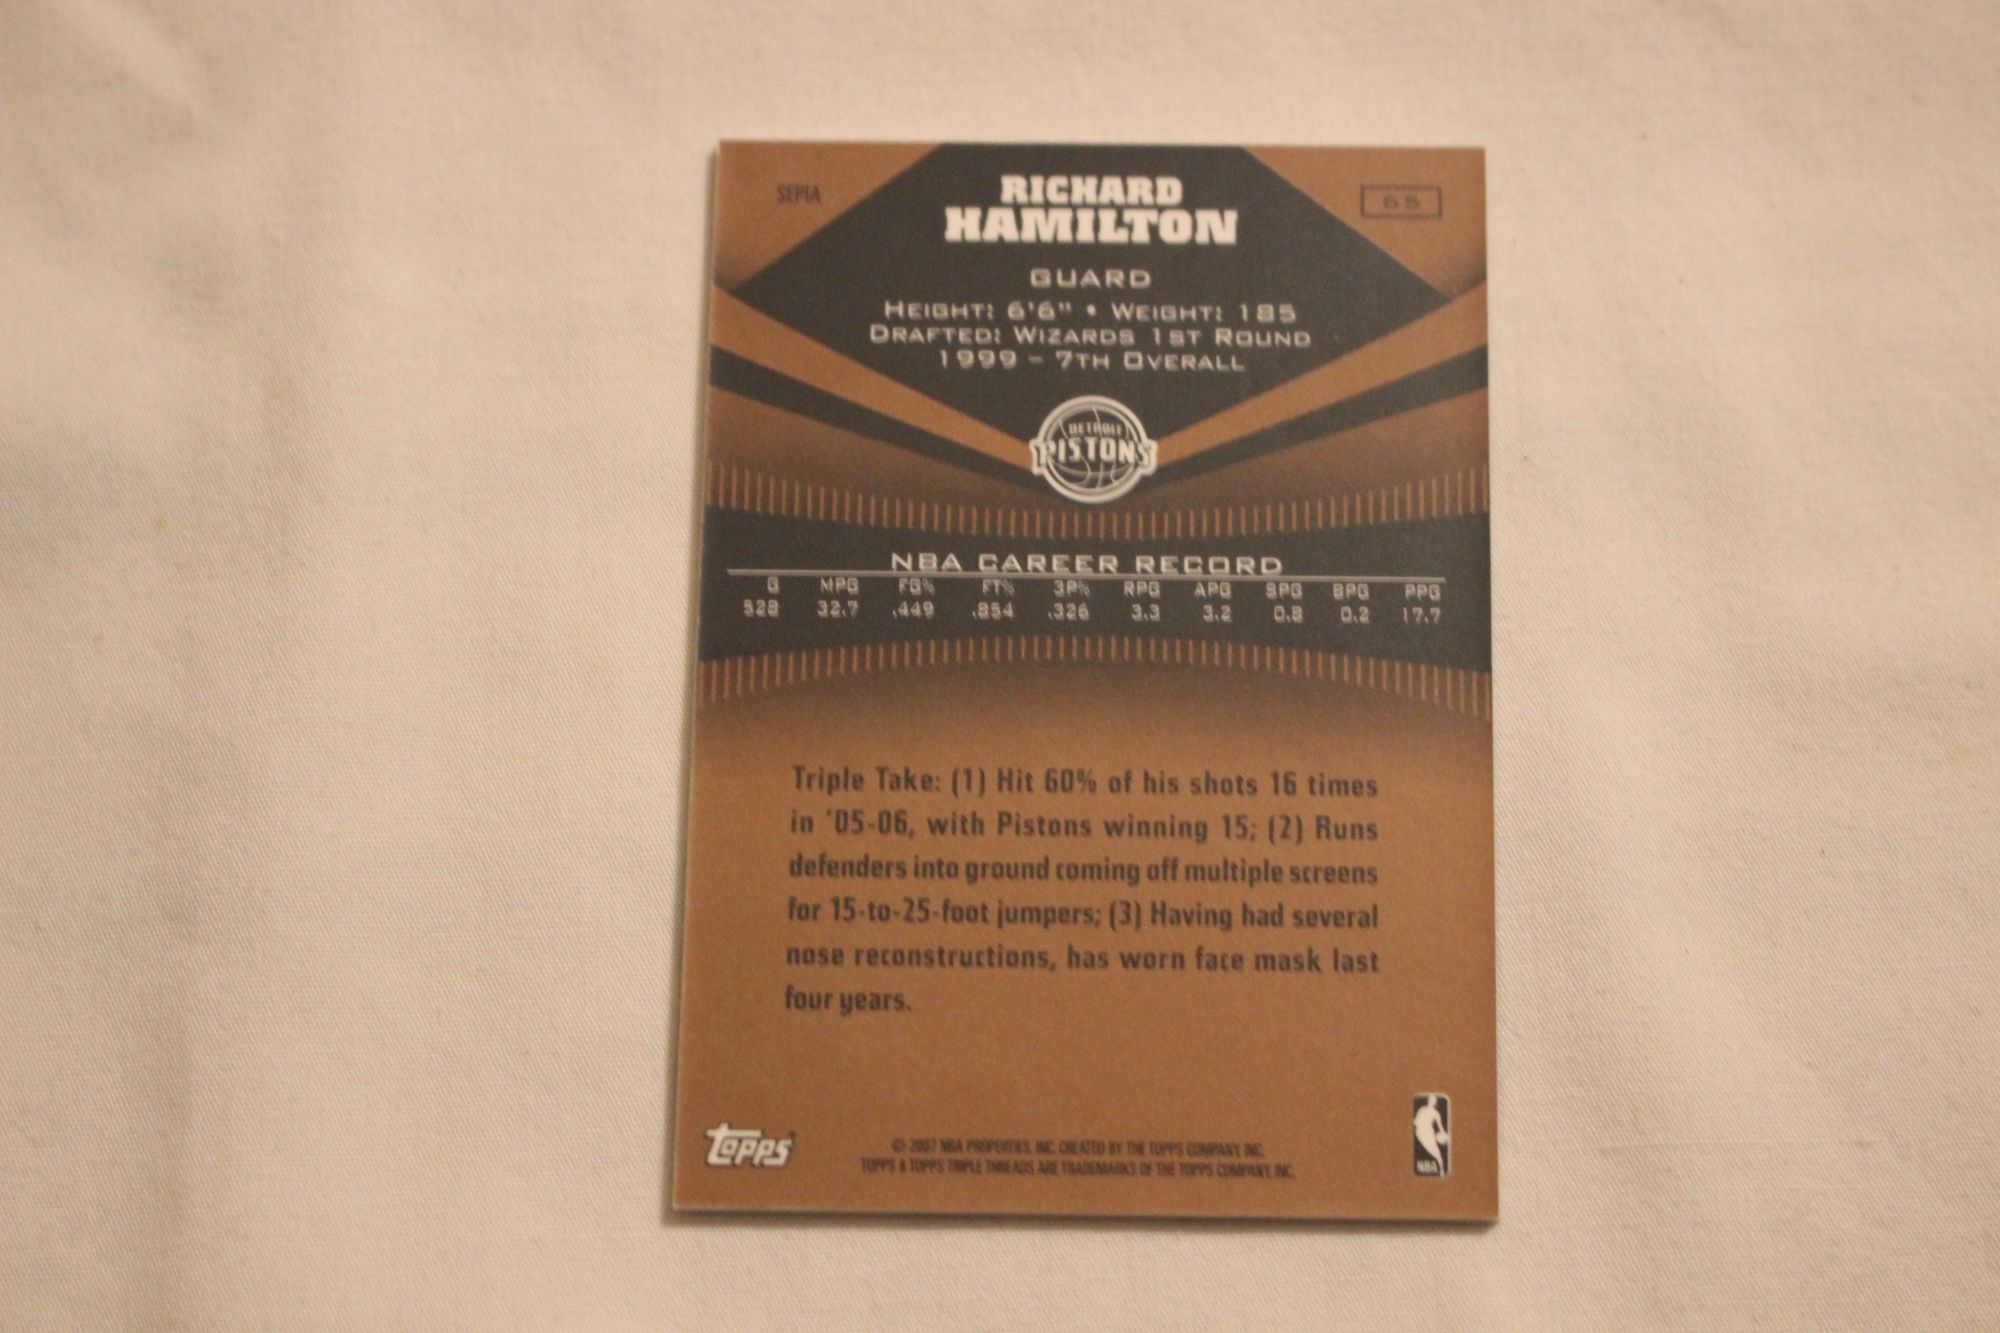 SEPIA
RICHARD
HAMILTON
65
GUARD
HEIGHT: 6'6" • WEIGHT: 185
DRAFTED: WIZARDS 1ST ROUND
1999 - 7TH OVERALL
DETROIT
PISTONS
NBA CAREER RECORD
G MPG FG% FT% 3P% RPG APG SPG BPG PPG
528 32.7 .449 .854 .326 3.3 3.2 0.8 0.2 17.7
Triple Take: (1) Hit 60% of his shots 16 times
in '05-06, with Pistons winning 15; (2) Runs
defenders into ground coming off multiple screens
for 15-to-25-foot jumpers; (3) Having had several
nose reconstructions, has worn face mask last
four years.
topps
© 2007 NBA PROPERTIES, INC. CREATED BY THE TOPPS COMPANY, INC.
TOPPS & TOPPS TRIPLE THREADS ARE TRADEMARKS OF THE TOPPS COMPANY, INC.
NBA